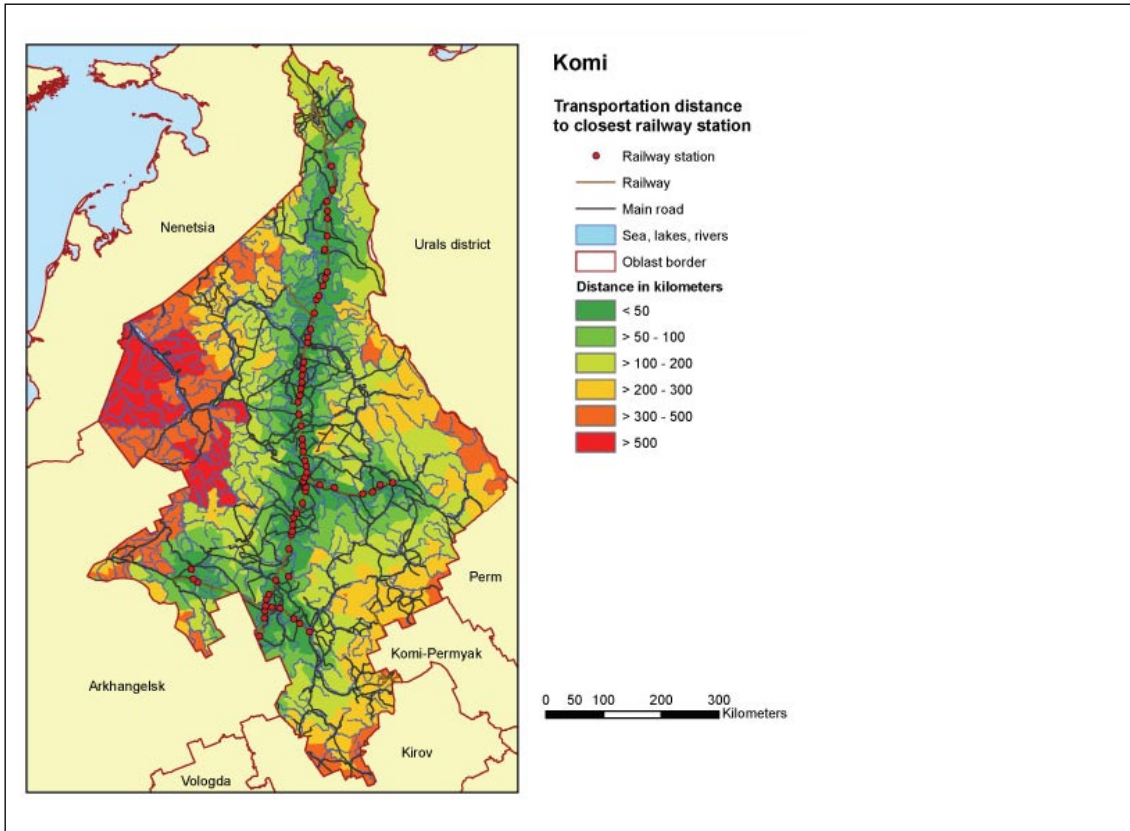 Komi
Transportation distance
to closest railway station
Railway station
Railway
Main road
Sea, lakes, rivers
Oblast border
Distance in kilometers
< 50
> 50 - 100
> 100 - 200
> 200 - 300
> 300 - 500
> 500
Nenetsia
Urals district
Perm
Komi-Permyak
Arkhangelsk
Kirov
Vologda
0 50 100 200 300
Kilometers